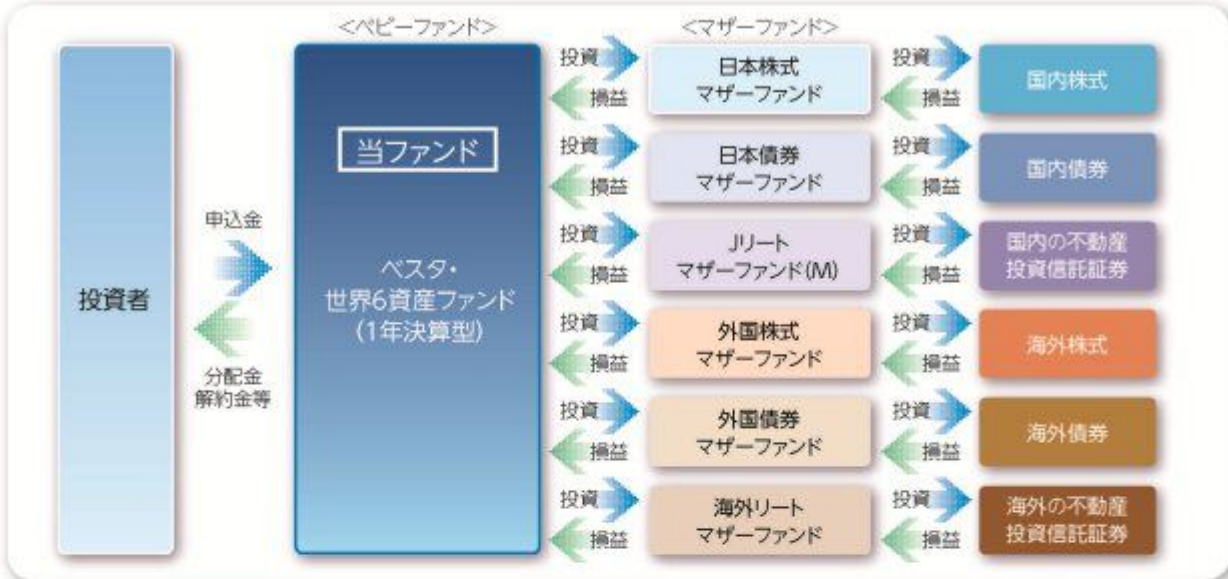 <ベビーファンド>
<マザーファンド>
投資者
申込金
分配金
解約金等
当ファンド
ベスタ・
世界6資産ファンド
(1年決算型)
投資
損益
日本株式
マザーファンド
投資
損益
国内株式
投資
損益
日本債券
マザーファンド
投資
損益
国内債券
投資
損益
Jリート
マザーファンド(M)
投資
損益
国内の不動産
投資信託証券
投資
損益
外国株式
マザーファンド
投資
損益
海外株式
投資
損益
外国債券
マザーファンド
投資
損益
海外債券
投資
損益
海外リート
マザーファンド
投資
損益
海外の不動産
投資信託証券